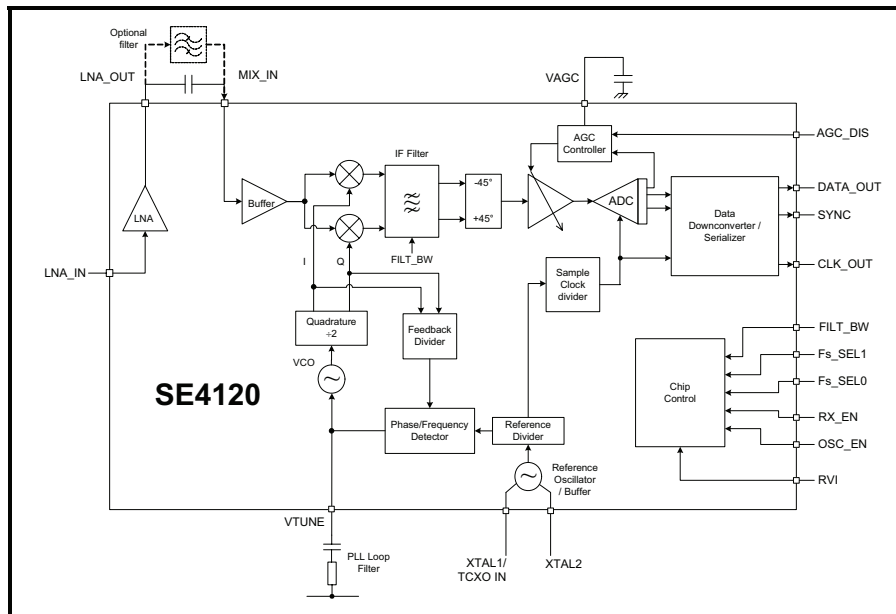 Optional
filter
LNA_OUT
MIX_IN
VAGC
AGC
Controller
AGC_DIS
IF Filter
-45°
+45°
Buffer
LNA
ADC
Data
Downconverter /
Serializer
DATA_OUT
SYNC
CLK_OUT
LNA_IN
I
Q
FILT_BW
Sample
Clock
divider
Quadrature
÷2
Feedback
Divider
VCO
SE4120
Phase/Frequency
Detector
Reference
Divider
Reference
Oscillator
/ Buffer
Chip
Control
FILT_BW
Fs_SEL1
Fs_SEL0
RX_EN
OSC_EN
RVI
VTUNE
PLL Loop
Filter
XTAL1/
TCXO IN
XTAL2